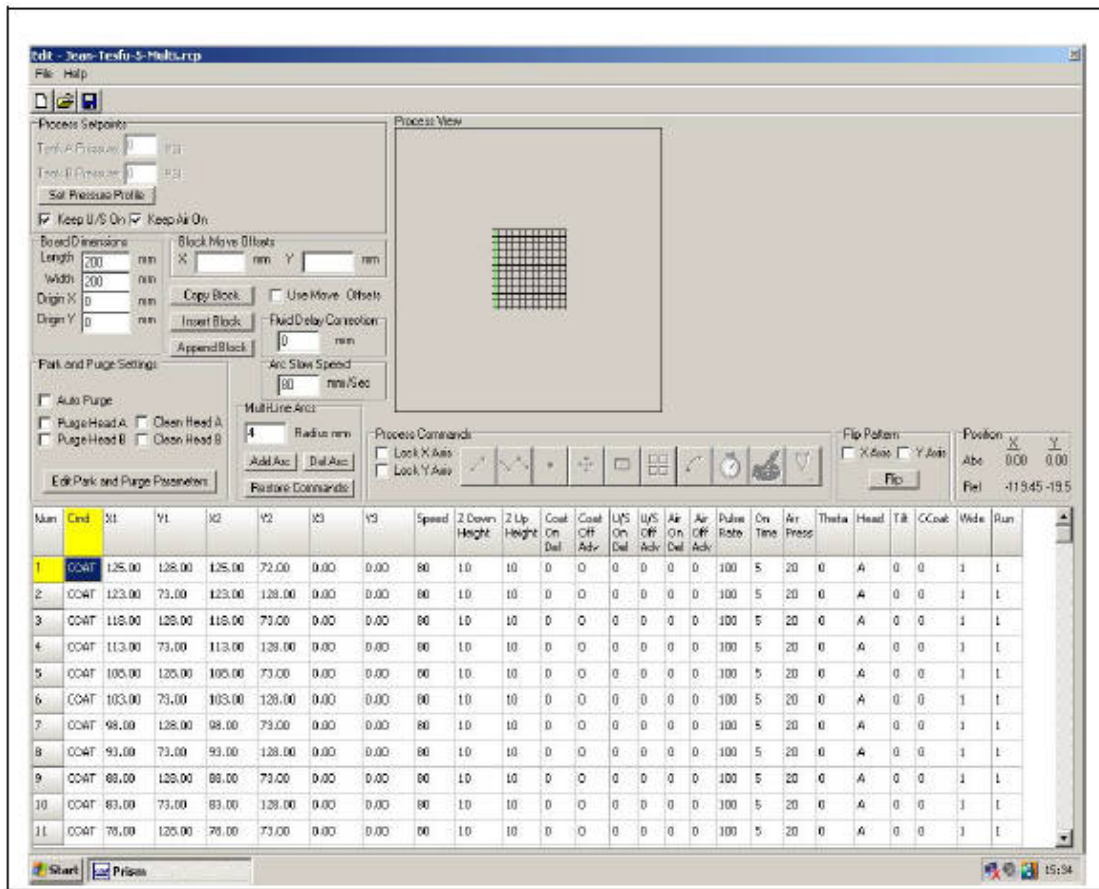 Edit - Jean-Tesfu-S-Multi.rcp
File Help
Process Setpoints
Tank A Pressure 0 PSI
Tank B Pressure 0 PSI
Set Pressure Profile
Keep U/S On Keep Air On
Process View
Board Dimensions
Length 200 mm
Width 200 mm
Origin X 0 mm
Origin Y 0 mm
Block Move Offsets
X mm Y mm
Copy Block
Use Move Offsets
Insert Block
Append Block
Fluid Delay Correction
0 mm
Arc Slow Speed
80 mm/Sec
Park and Purge Settings
Auto Purge
Purge Head A Clean Head A
Purge Head B Clean Head B
Edit Park and Purge Parameters
Multi-Line Arcs
4 Radius mm
Add Arc Del Arc
Restore Commands
Process Commands
Lock X Axis
Lock Y Axis
Flip Pattern
X Axis Y Axis
Flip
Position
X Y
Abs 0.00 0.00
Rel -119.45 -19.5
Num Cmd X1 Y1 X2 Y2 X3 Y3 Speed Z Down Height Z Up Height Coat On Del Coat Off Adv U/S On Del U/S Off Adv Air On Del Air Off Adv Pulse Rate On Time Air Press Theta Head Tilt CCoat Wide Run
1 COAT 125.00 128.00 125.00 72.00 0.00 0.00 80 10 10 0 0 0 0 0 0 100 5 20 0 A 0 0 1 1
2 COAT 123.00 73.00 123.00 128.00 0.00 0.00 80 10 10 0 0 0 0 0 0 100 5 20 0 A 0 0 1 1
3 COAT 118.00 128.00 118.00 73.00 0.00 0.00 80 10 10 0 0 0 0 0 0 100 5 20 0 A 0 0 1 1
4 COAT 113.00 73.00 113.00 128.00 0.00 0.00 80 10 10 0 0 0 0 0 0 100 5 20 0 A 0 0 1 1
5 COAT 108.00 128.00 108.00 73.00 0.00 0.00 80 10 10 0 0 0 0 0 0 100 5 20 0 A 0 0 1 1
6 COAT 103.00 73.00 103.00 128.00 0.00 0.00 80 10 10 0 0 0 0 0 0 100 5 20 0 A 0 0 1 1
7 COAT 98.00 128.00 98.00 73.00 0.00 0.00 80 10 10 0 0 0 0 0 0 100 5 20 0 A 0 0 1 1
8 COAT 93.00 73.00 93.00 128.00 0.00 0.00 80 10 10 0 0 0 0 0 0 100 5 20 0 A 0 0 1 1
9 COAT 88.00 128.00 88.00 73.00 0.00 0.00 80 10 10 0 0 0 0 0 0 100 5 20 0 A 0 0 1 1
10 COAT 83.00 73.00 83.00 128.00 0.00 0.00 80 10 10 0 0 0 0 0 0 100 5 20 0 A 0 0 1 1
11 COAT 78.00 128.00 78.00 73.00 0.00 0.00 80 10 10 0 0 0 0 0 0 100 5 20 0 A 0 0 1 1
Start Prism 15:34